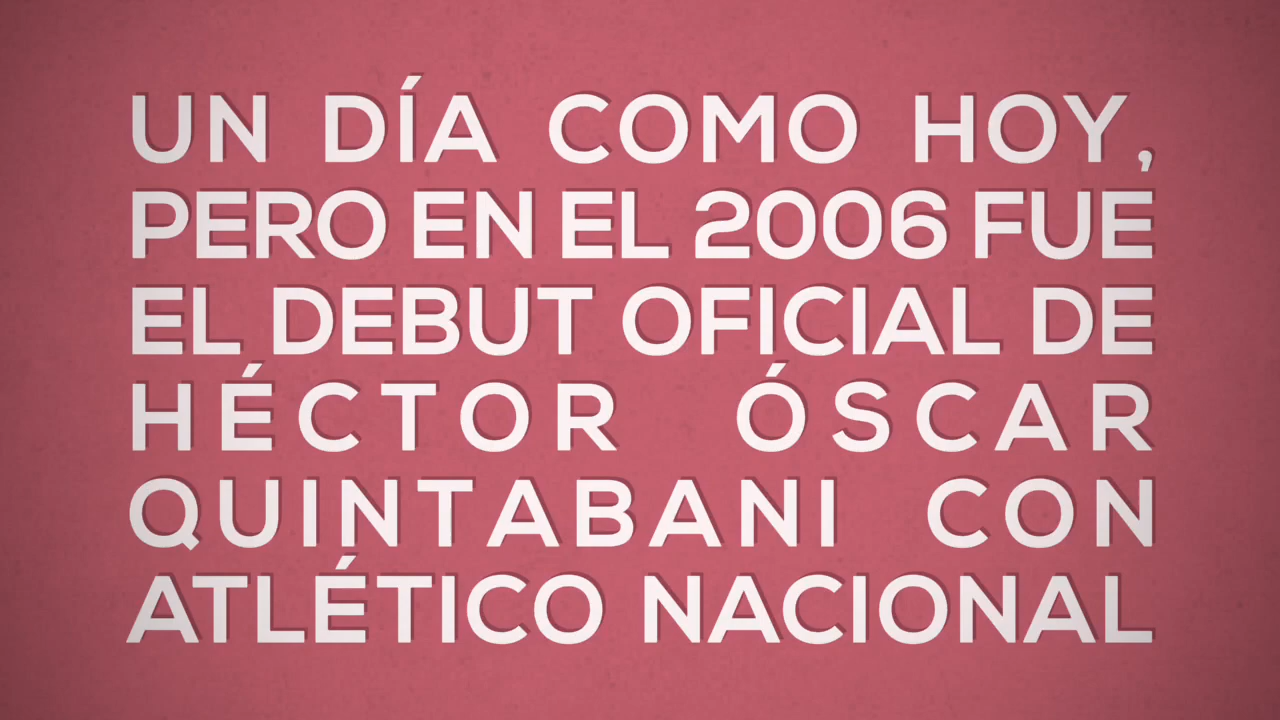 UN DÍA COMO HOY,
PERO EN EL 2006 FUE
EL DEBUT OFICIAL DE
HÉCTOR ÓSCAR
QUINTABANI CON
ATLÉTICO NACIONAL